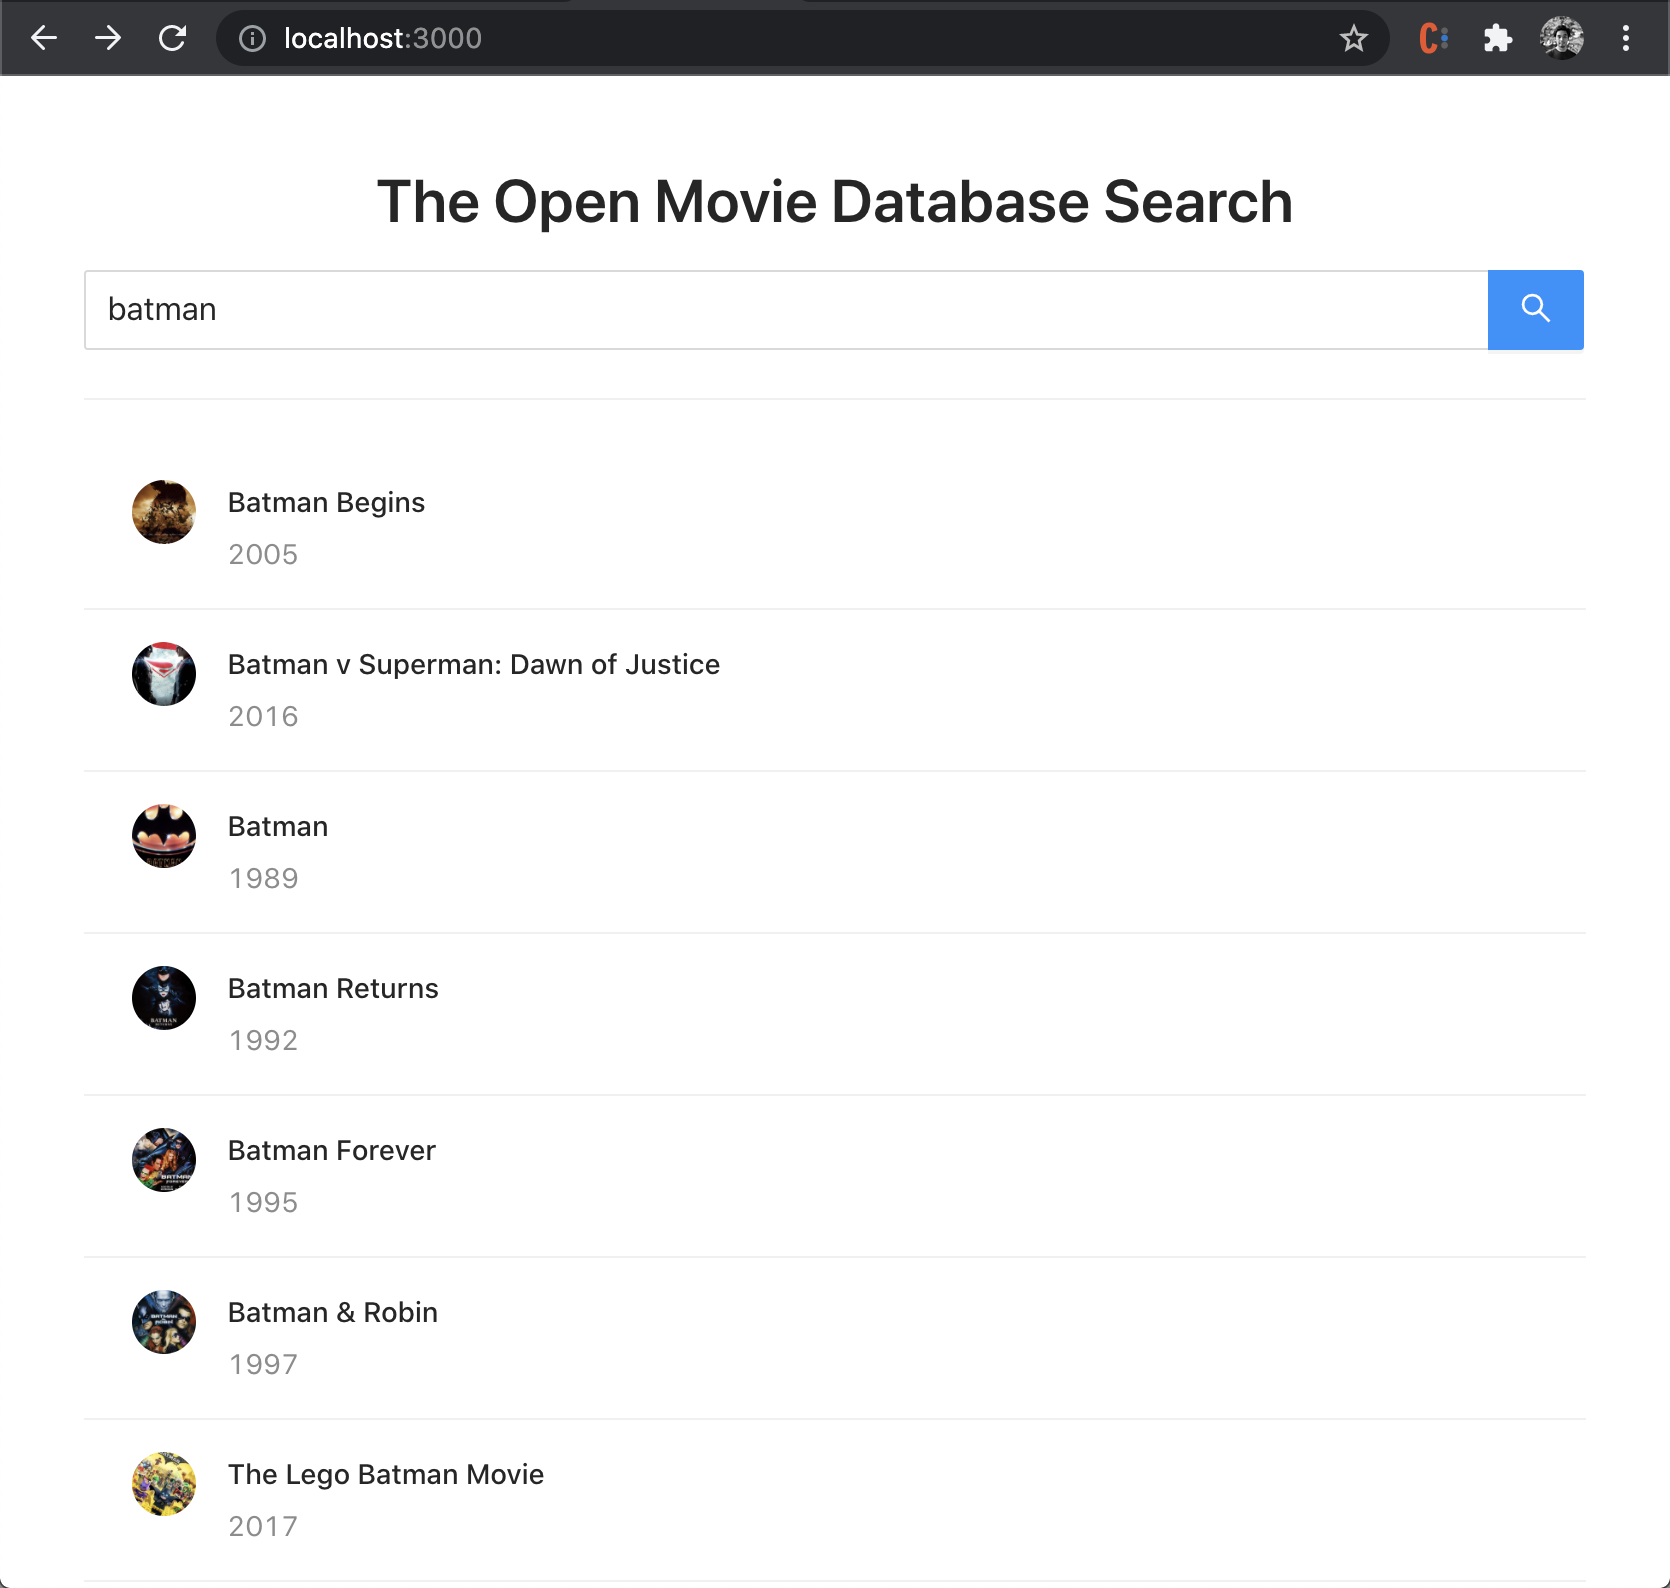 localhost:3000
The Open Movie Database Search
batman
Batman Begins
2005
Batman v Superman: Dawn of Justice
2016
Batman
1989
Batman Returns
1992
Batman Forever
1995
Batman & Robin
1997
The Lego Batman Movie
2017